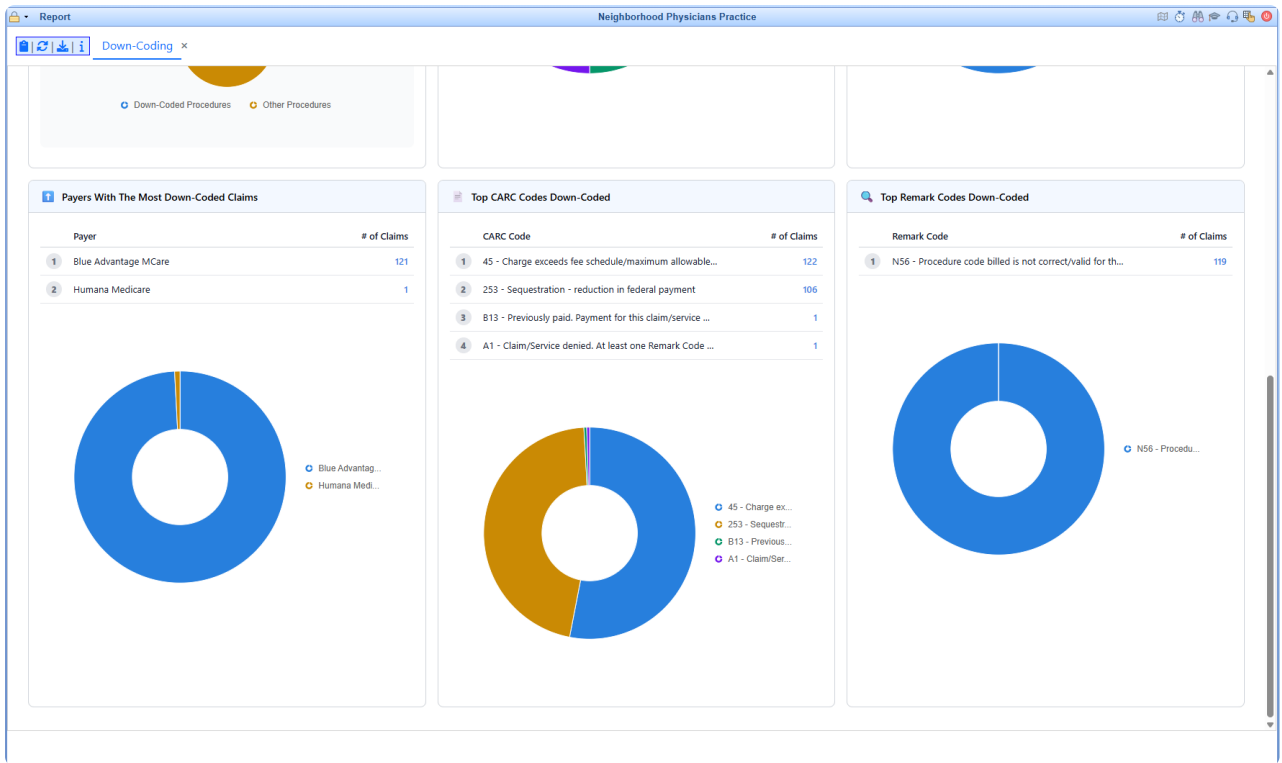 Report
Neighborhood Physicians Practice
Down-Coding ×
Down-Coded Procedures Other Procedures
Payers With The Most Down-Coded Claims
Payer # of Claims
1 Blue Advantage MCare 121
2 Humana Medicare 1
Blue Advantag...
Humana Medi...
Top CARC Codes Down-Coded
CARC Code # of Claims
1 45 - Charge exceeds fee schedule/maximum allowable... 122
2 253 - Sequestration - reduction in federal payment 106
3 B13 - Previously paid. Payment for this claim/service ... 1
4 A1 - Claim/Service denied. At least one Remark Code ... 1
45 - Charge ex...
253 - Sequestr...
B13 - Previous...
A1 - Claim/Ser...
Top Remark Codes Down-Coded
Remark Code # of Claims
1 N56 - Procedure code billed is not correct/valid for th... 119
N56 - Procedu...